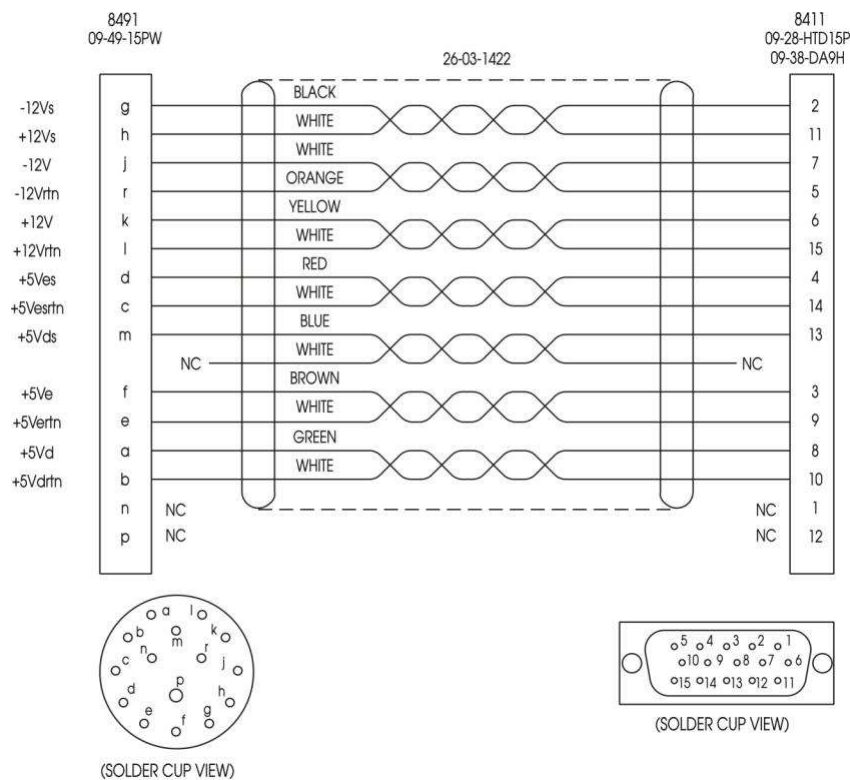 8491
09-49-15PW
8411
09-28-HTD15P
09-38-DA9H
26-03-1422
-12Vs g BLACK 2
+12Vs h WHITE 11
-12V j WHITE 7
-12Vrtn r ORANGE 5
+12V k YELLOW 6
+12Vrtn l WHITE 15
+5Ves d RED 4
+5Vesrtn c WHITE 14
+5Vds m BLUE 13
NC WHITE NC
+5Ve f BROWN 3
+5Vertn e WHITE 9
+5Vd a GREEN 8
+5Vdrtn b WHITE 10
n NC NC 1
p NC NC 12
a l
b m k
n r
c j
p
d h
e f g
(SOLDER CUP VIEW)
5 4 3 2 1
10 9 8 7 6
15 14 13 12 11
(SOLDER CUP VIEW)